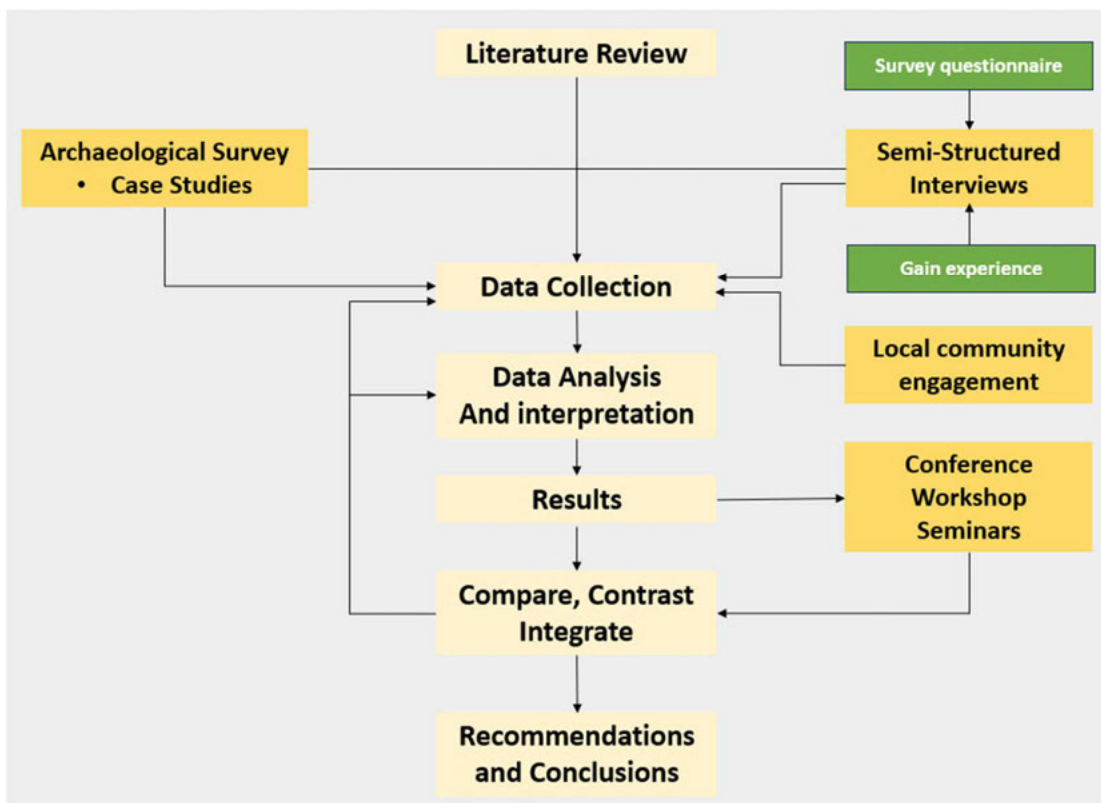 Literature Review
Survey questionnaire
Archaeological Survey
• Case Studies
Semi-Structured
Interviews
Gain experience
Data Collection
Local community
engagement
Data Analysis
And interpretation
Conference
Workshop
Seminars
Results
Compare, Contrast
Integrate
Recommendations
and Conclusions